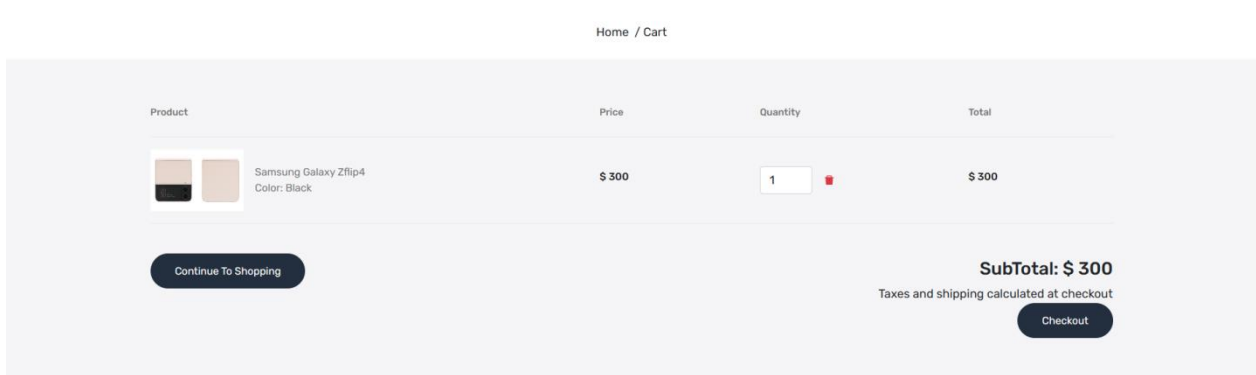 Home / Cart
Product Price Quantity Total
Samsung Galaxy Zflip4
Color: Black
$ 300 1 $ 300
Continue To Shopping
SubTotal: $ 300
Taxes and shipping calculated at checkout
Checkout